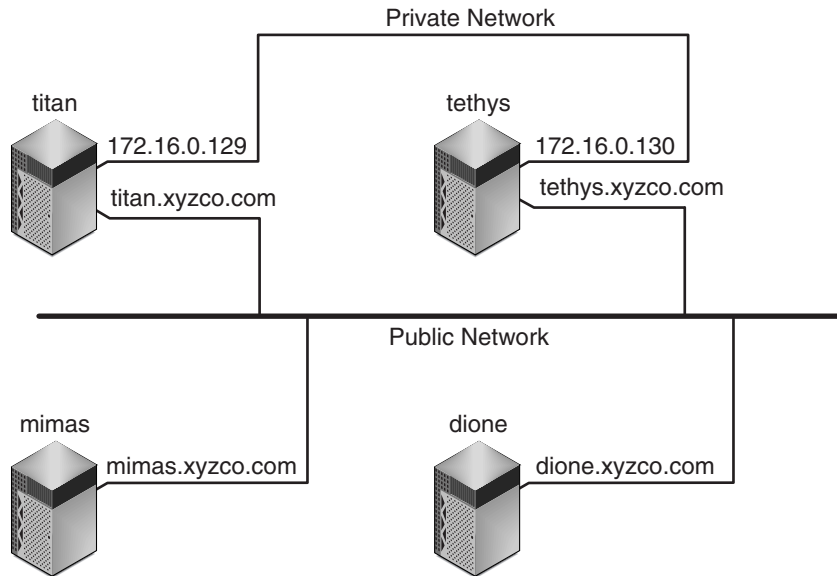 Private Network
titan
tethys
172.16.0.129
172.16.0.130
titan.xyzco.com
tethys.xyzco.com
Public Network
mimas
dione
mimas.xyzco.com
dione.xyzco.com